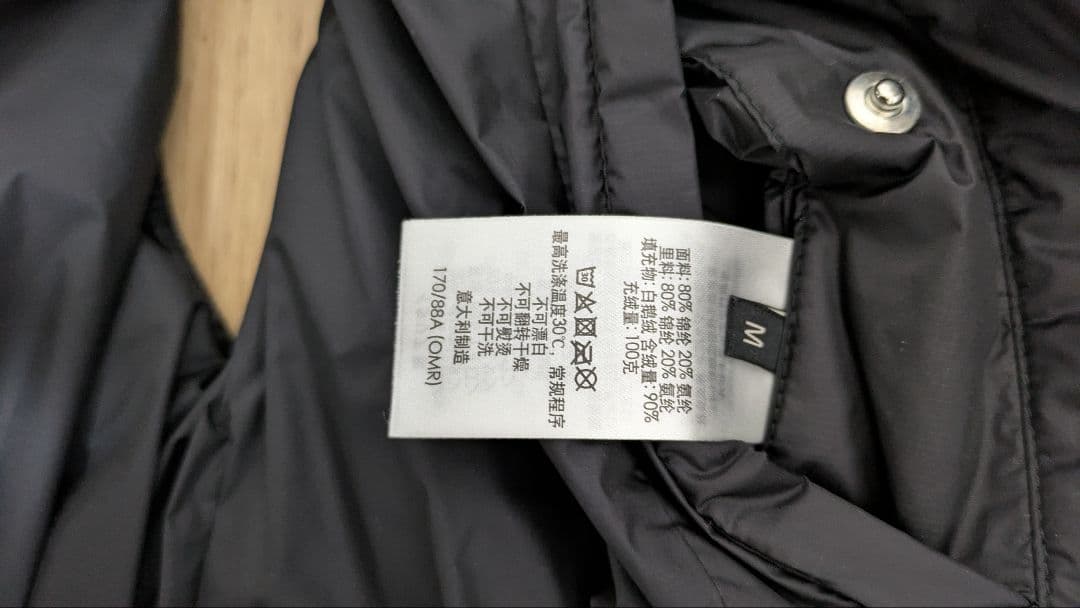 M
面料: 80% 锦纶 20% 氨纶
里料: 80% 锦纶 20% 氨纶
填充物: 白鹅绒 含绒量: 90%
充绒量: 100克
最高洗涤温度30℃, 常规程序
不可漂白
不可翻转干燥
不可熨烫
不可干洗
意大利制造
170/88A (OMR)